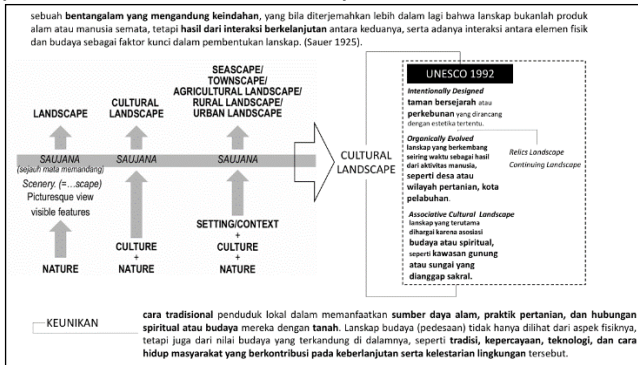 sebuah bentangalam yang mengandung keindahan, yang bila diterjemahkan lebih dalam lagi bahwa lanskap bukanlah produk
alam atau manusia semata, tetapi hasil dari interaksi berkelanjutan antara keduanya, serta adanya interaksi antara elemen fisik
dan budaya sebagai faktor kunci dalam pembentukan lanskap. (Sauer 1925).
LANDSCAPE
CULTURAL
LANDSCAPE
SEASCAPE/
TOWNSCAPE/
AGRICULTURAL LANDSCAPE/
RURAL LANDSCAPE/
URBAN LANDSCAPE
SAUJANA
SAUJANA
SAUJANA
(sejauh mata memandang)
Scenery. (=...scape)
Picturesque view
visible features
NATURE
CULTURE
+
NATURE
SETTING/CONTEXT
+
CULTURE
+
NATURE
CULTURAL
LANDSCAPE
UNESCO 1992
Intentionally Designed
taman bersejarah atau
perkebunan yang dirancang
dengan estetika tertentu.
Organically Evolved
lanskap yang berkembang
seiring waktu sebagai hasil
dari aktivitas manusia,
seperti desa atau
wilayah pertanian, kota
pelabuhan.
Relics Landscape
Continuing Landscape
Associative Cultural Landscape
lanskap yang terutama
dihargai karena asosiasi
budaya atau spiritual,
seperti kawasan gunung
atau sungai yang
dianggap sakral.
KEUNIKAN
cara tradisional penduduk lokal dalam memanfaatkan sumber daya alam, praktik pertanian, dan hubungan
spiritual atau budaya mereka dengan tanah. Lanskap budaya (pedesaan) tidak hanya dilihat dari aspek fisiknya,
tetapi juga dari nilai budaya yang terkandung di dalamnya, seperti tradisi, kepercayaan, teknologi, dan cara
hidup masyarakat yang berkontribusi pada keberlanjutan serta kelestarian lingkungan tersebut.